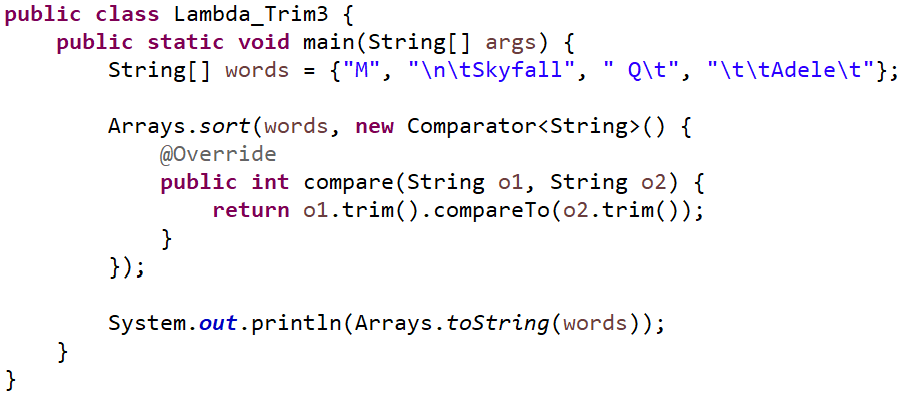 public class Lambda_Trim3 {
    public static void main(String[] args) {
        String[] words = {"M", "\n\tSkyfall", " Q\t", "\t\tAdele\t"};

        Arrays.sort(words, new Comparator<String>() {
            @Override
            public int compare(String o1, String o2) {
                return o1.trim().compareTo(o2.trim());
            }
        });

        System.out.println(Arrays.toString(words));
    }
}